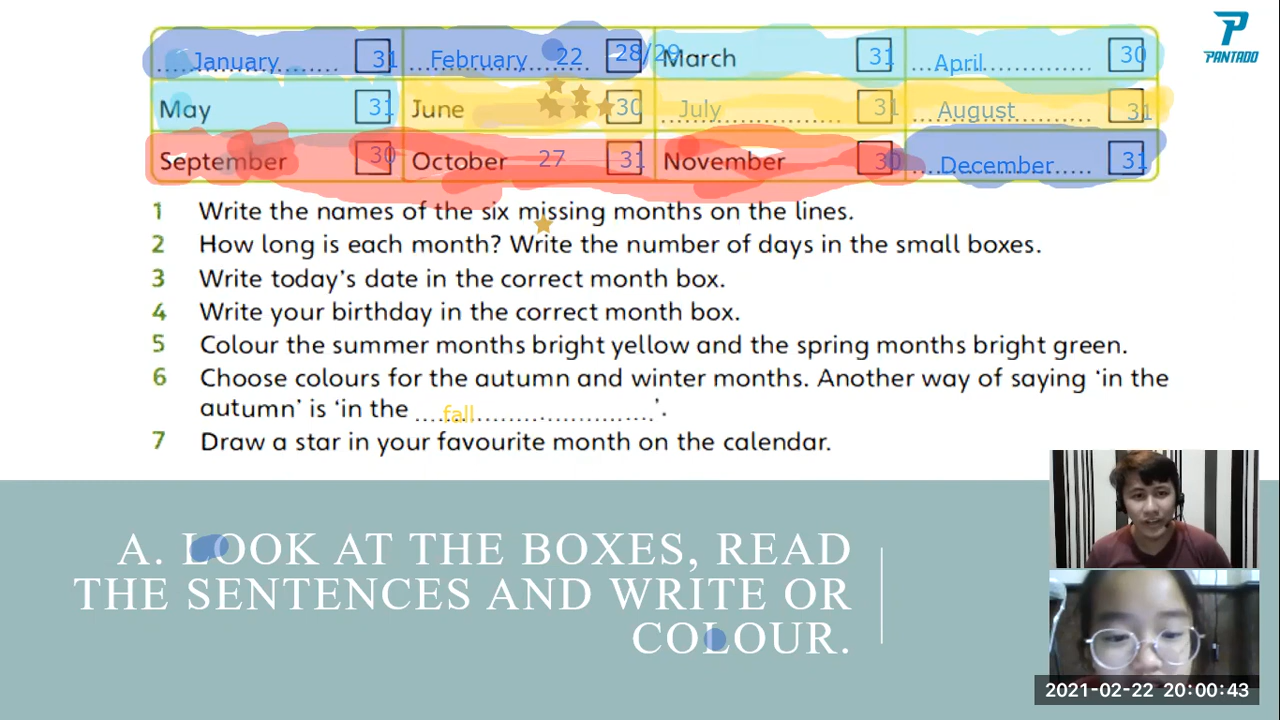 PANTADO
January 31 February 22 28/29 March 31 April 30
May 31 June 30 July 31 August 31
September 30 October 27 31 November 30 December 31
1 Write the names of the six missing months on the lines.
2 How long is each month? Write the number of days in the small boxes.
3 Write today's date in the correct month box.
4 Write your birthday in the correct month box.
5 Colour the summer months bright yellow and the spring months bright green.
6 Choose colours for the autumn and winter months. Another way of saying 'in the
autumn' is 'in the fall'.
7 Draw a star in your favourite month on the calendar.
A. LOOK AT THE BOXES, READ
THE SENTENCES AND WRITE OR
COLOUR.
2021-02-22 20:00:43